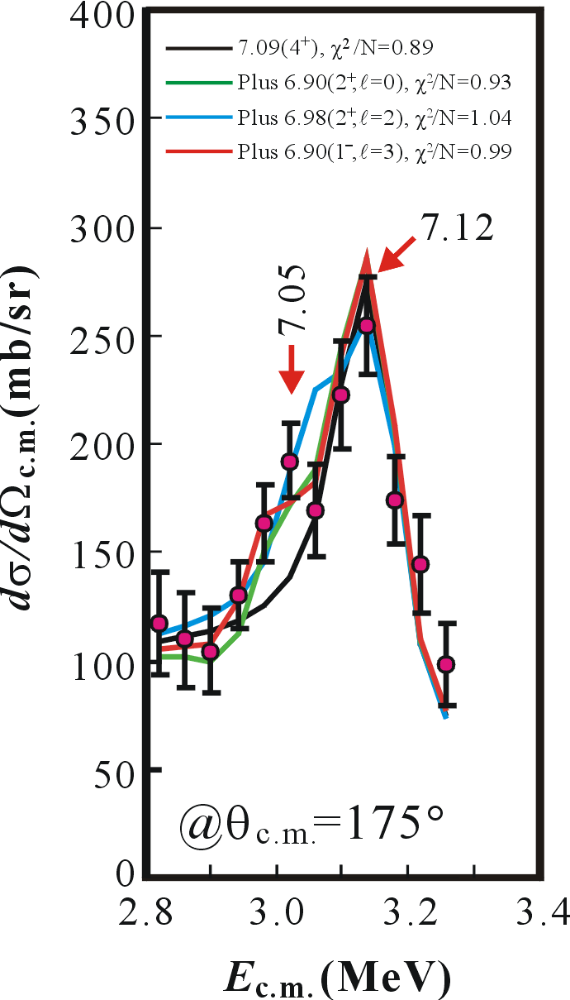 400
7.09(4⁺), χ²/N=0.89
Plus 6.90(2⁺,ℓ=0), χ²/N=0.93
Plus 6.98(2⁺,ℓ=2), χ²/N=1.04
Plus 6.90(1⁻,ℓ=3), χ²/N=0.99
350
300
7.12
7.05
250
dσ/dΩc.m.(mb/sr)
200
150
100
50
@θc.m.=175°
0
2.8 3.0 3.2 3.4
Ec.m.(MeV)